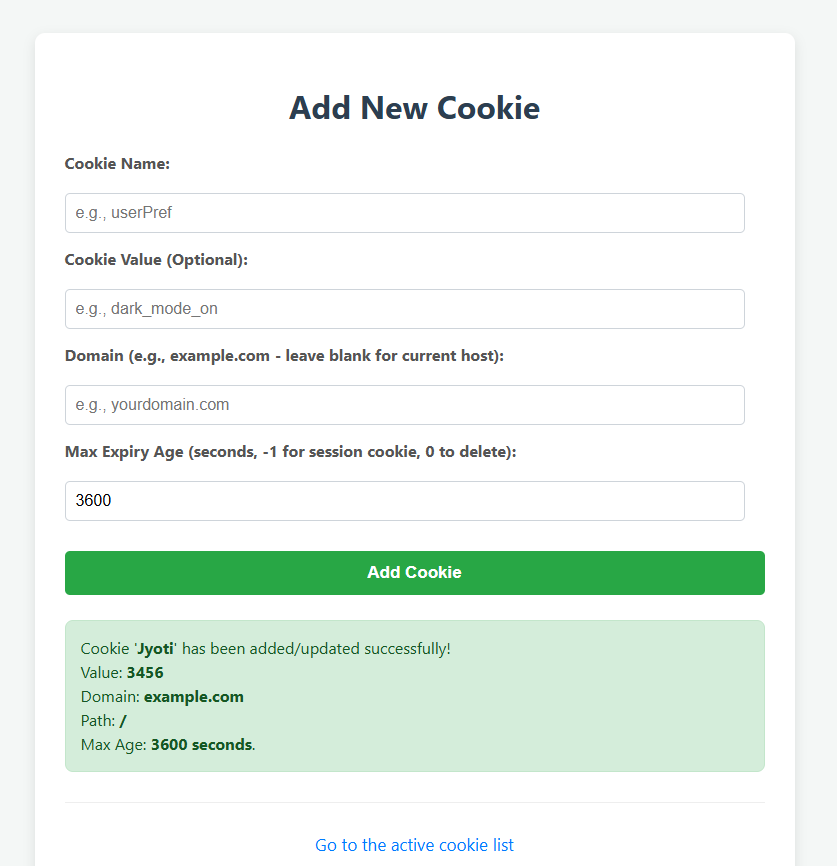 Add New Cookie
Cookie Name:
e.g., userPref
Cookie Value (Optional):
e.g., dark_mode_on
Domain (e.g., example.com - leave blank for current host):
e.g., yourdomain.com
Max Expiry Age (seconds, -1 for session cookie, 0 to delete):
3600
Add Cookie
Cookie 'Jyoti' has been added/updated successfully!
Value: 3456
Domain: example.com
Path: /
Max Age: 3600 seconds.
Go to the active cookie list